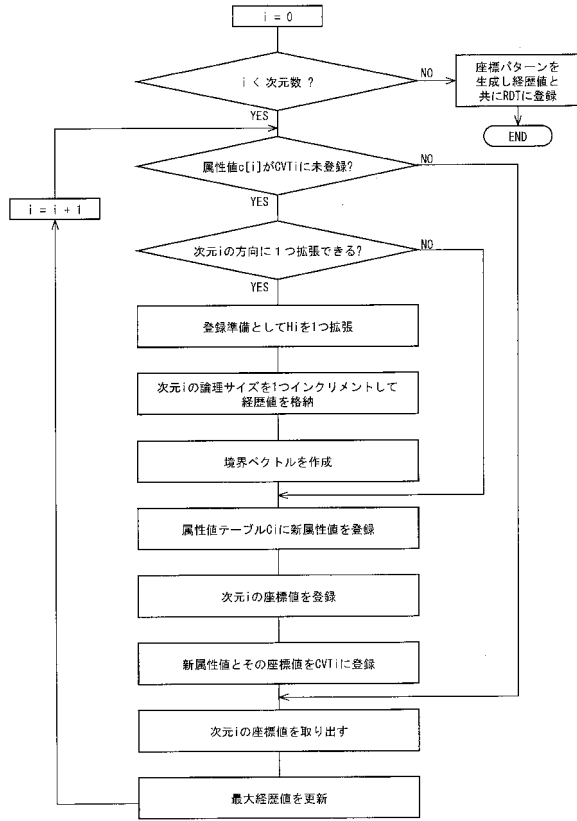 i = 0
i < 次元数 ?
NO
座標パターンを
生成し経歴値と
共にRDTに登録
YES
END
属性値c[i]がCVTiに未登録?
NO
i = i + 1
YES
次元iの方向に1つ拡張できる?
NO
YES
登録準備としてHiを1つ拡張
次元iの論理サイズを1つインクリメントして
経歴値を格納
境界ベクトルを作成
属性値テーブルCiに新属性値を登録
次元iの座標値を登録
新属性値とその座標値をCVTiに登録
次元iの座標値を取り出す
最大経歴値を更新